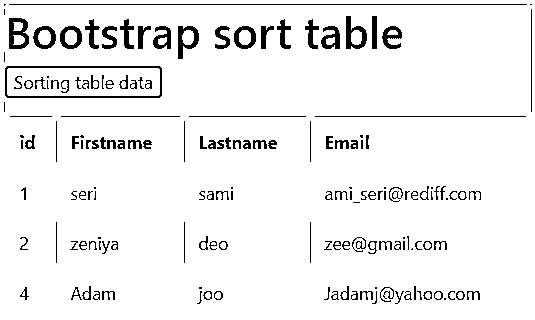 Bootstrap sort table
Sorting table data
id Firstname Lastname Email
1 seri sami ami_seri@rediff.com
2 zeniya deo zee@gmail.com
4 Adam joo Jadamj@yahoo.com